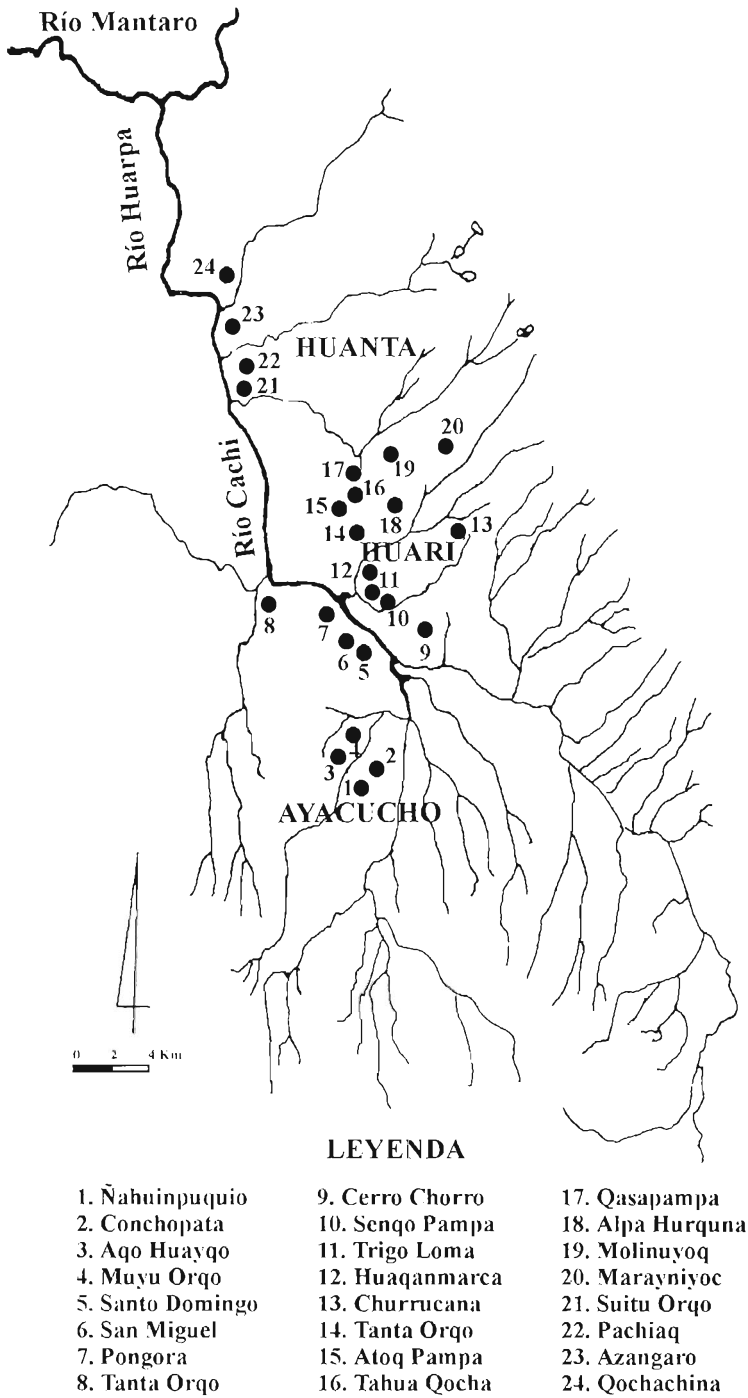 Río Mantaro
Río Huarpa
24
23
HUANTA
22
21
20
19
17
16
Río Cachi
15
18
14
13
HUARI
12
11
10
8
7
9
6
5
4
2
3
1
AYACUCHO
0 2 4 Km
LEYENDA
1. Ñahuinpuquio
2. Conchopata
3. Aqo Huayqo
4. Muyu Orqo
5. Santo Domingo
6. San Miguel
7. Pongora
8. Tanta Orqo
9. Cerro Chorro
10. Senqo Pampa
11. Trigo Loma
12. Huaqanmarca
13. Churrucana
14. Tanta Orqo
15. Atoq Pampa
16. Tahua Qocha
17. Qasapampa
18. Alpa Hurquna
19. Molinuyoq
20. Marayniyoc
21. Suitu Orqo
22. Pachiaq
23. Azangaro
24. Qochachina